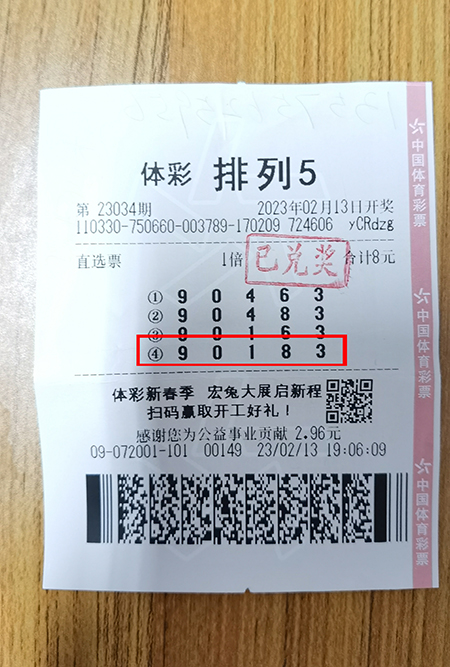 体彩 排列5
第 23034期 2023年02月13日开奖
110330-750660-003789-170209 724606 yCRdzg
直选票 1倍 合计8元
已兑奖
① 9 0 4 6 3
② 9 0 4 8 3
③ 9 0 1 6 3
④ 9 0 1 8 3
体彩新春季 宏兔大展启新程
扫码赢取开工好礼！
感谢您为公益事业贡献 2.96元
09-072001-101 00149 23/02/13 19:06:09
中国体育彩票
中国体育彩票
中国体育彩票